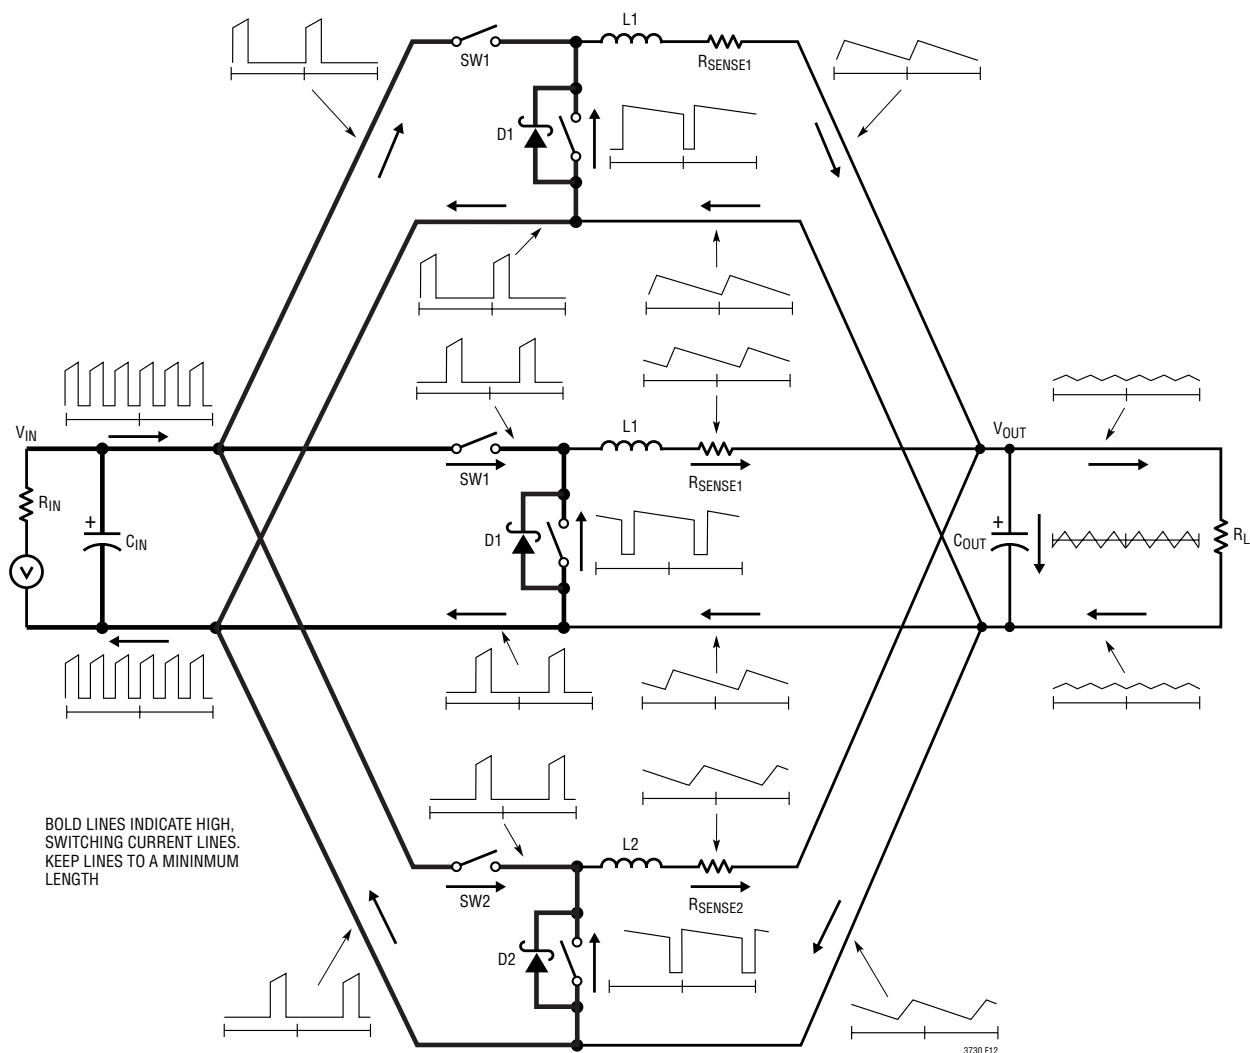 L1
SW1
RSENSE1
D1
VIN
L1
VOUT
SW1
RSENSE1
RIN
+
CIN
D1
+
COUT
RL
BOLD LINES INDICATE HIGH,
SWITCHING CURRENT LINES.
KEEP LINES TO A MININMUM
LENGTH
L2
SW2
RSENSE2
D2
3730 F12